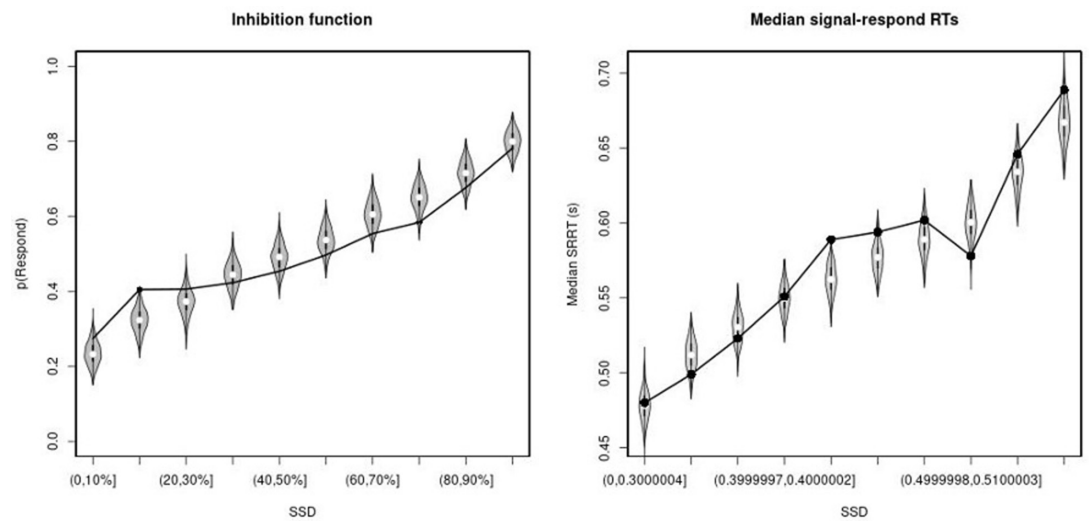 Inhibition function
p(Respond)
1.0
0.8
0.6
0.4
0.2
0.0
(0,10%] (20,30%] (40,50%] (60,70%] (80,90%]
SSD
Median signal-respond RTs
Median SRRT (s)
0.70
0.65
0.60
0.55
0.50
0.45
(0,0.3000004] (0.3999997,0.4000002] (0.4999998,0.5100003]
SSD